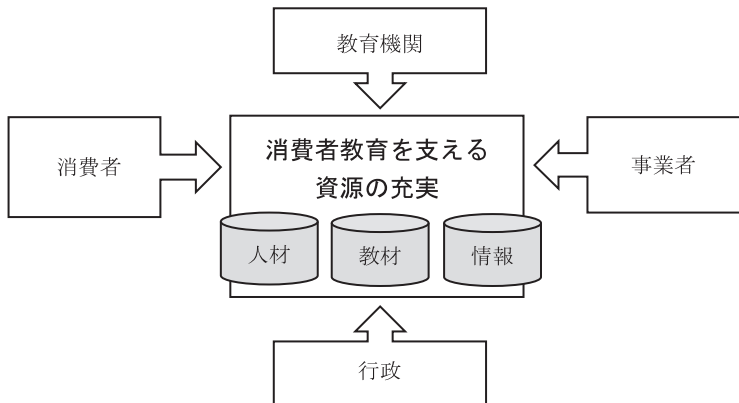 教育機関
消費者
消費者教育を支える
資源の充実
事業者
人材
教材
情報
行政